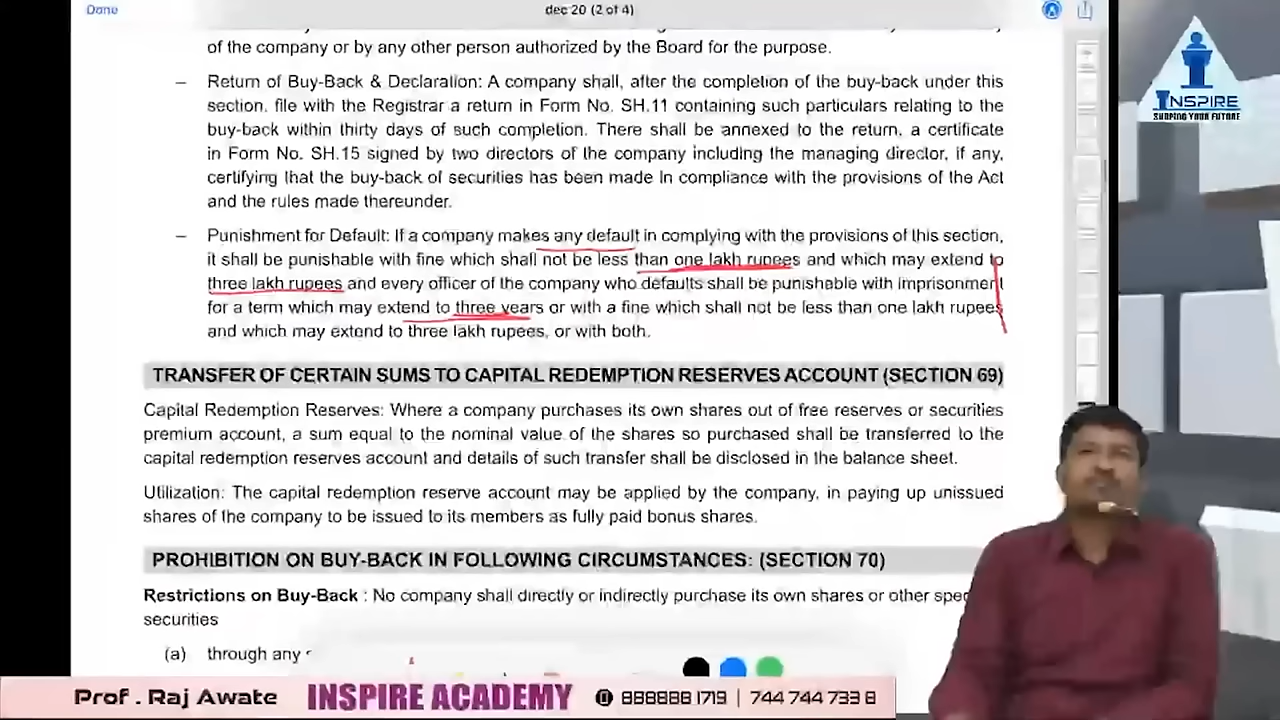 Done
dec 20 (2 of 4)
of the company or by any other person authorized by the Board for the purpose.
– Return of Buy-Back & Declaration: A company shall, after the completion of the buy-back under this
section, file with the Registrar a return in Form No. SH.11 containing such particulars relating to the
buy-back within thirty days of such completion. There shall be annexed to the return, a certificate
in Form No. SH.15 signed by two directors of the company including the managing director, if any,
certifying that the buy-back of securities has been made in compliance with the provisions of the Act
and the rules made thereunder.
– Punishment for Default: If a company makes any default in complying with the provisions of this section,
it shall be punishable with fine which shall not be less than one lakh rupees and which may extend to
three lakh rupees and every officer of the company who defaults shall be punishable with imprisonment
for a term which may extend to three years or with a fine which shall not be less than one lakh rupees
and which may extend to three lakh rupees, or with both.
TRANSFER OF CERTAIN SUMS TO CAPITAL REDEMPTION RESERVES ACCOUNT (SECTION 69)
Capital Redemption Reserves: Where a company purchases its own shares out of free reserves or securities
premium account, a sum equal to the nominal value of the shares so purchased shall be transferred to the
capital redemption reserves account and details of such transfer shall be disclosed in the balance sheet.
Utilization: The capital redemption reserve account may be applied by the company, in paying up unissued
shares of the company to be issued to its members as fully paid bonus shares.
PROHIBITION ON BUY-BACK IN FOLLOWING CIRCUMSTANCES: (SECTION 70)
Restrictions on Buy-Back : No company shall directly or indirectly purchase its own shares or other
securities
(a) through any
INSPIRE
SHAPING YOUR FUTURE
Prof . Raj Awate INSPIRE ACADEMY 888888 1719 | 744 744 733 8